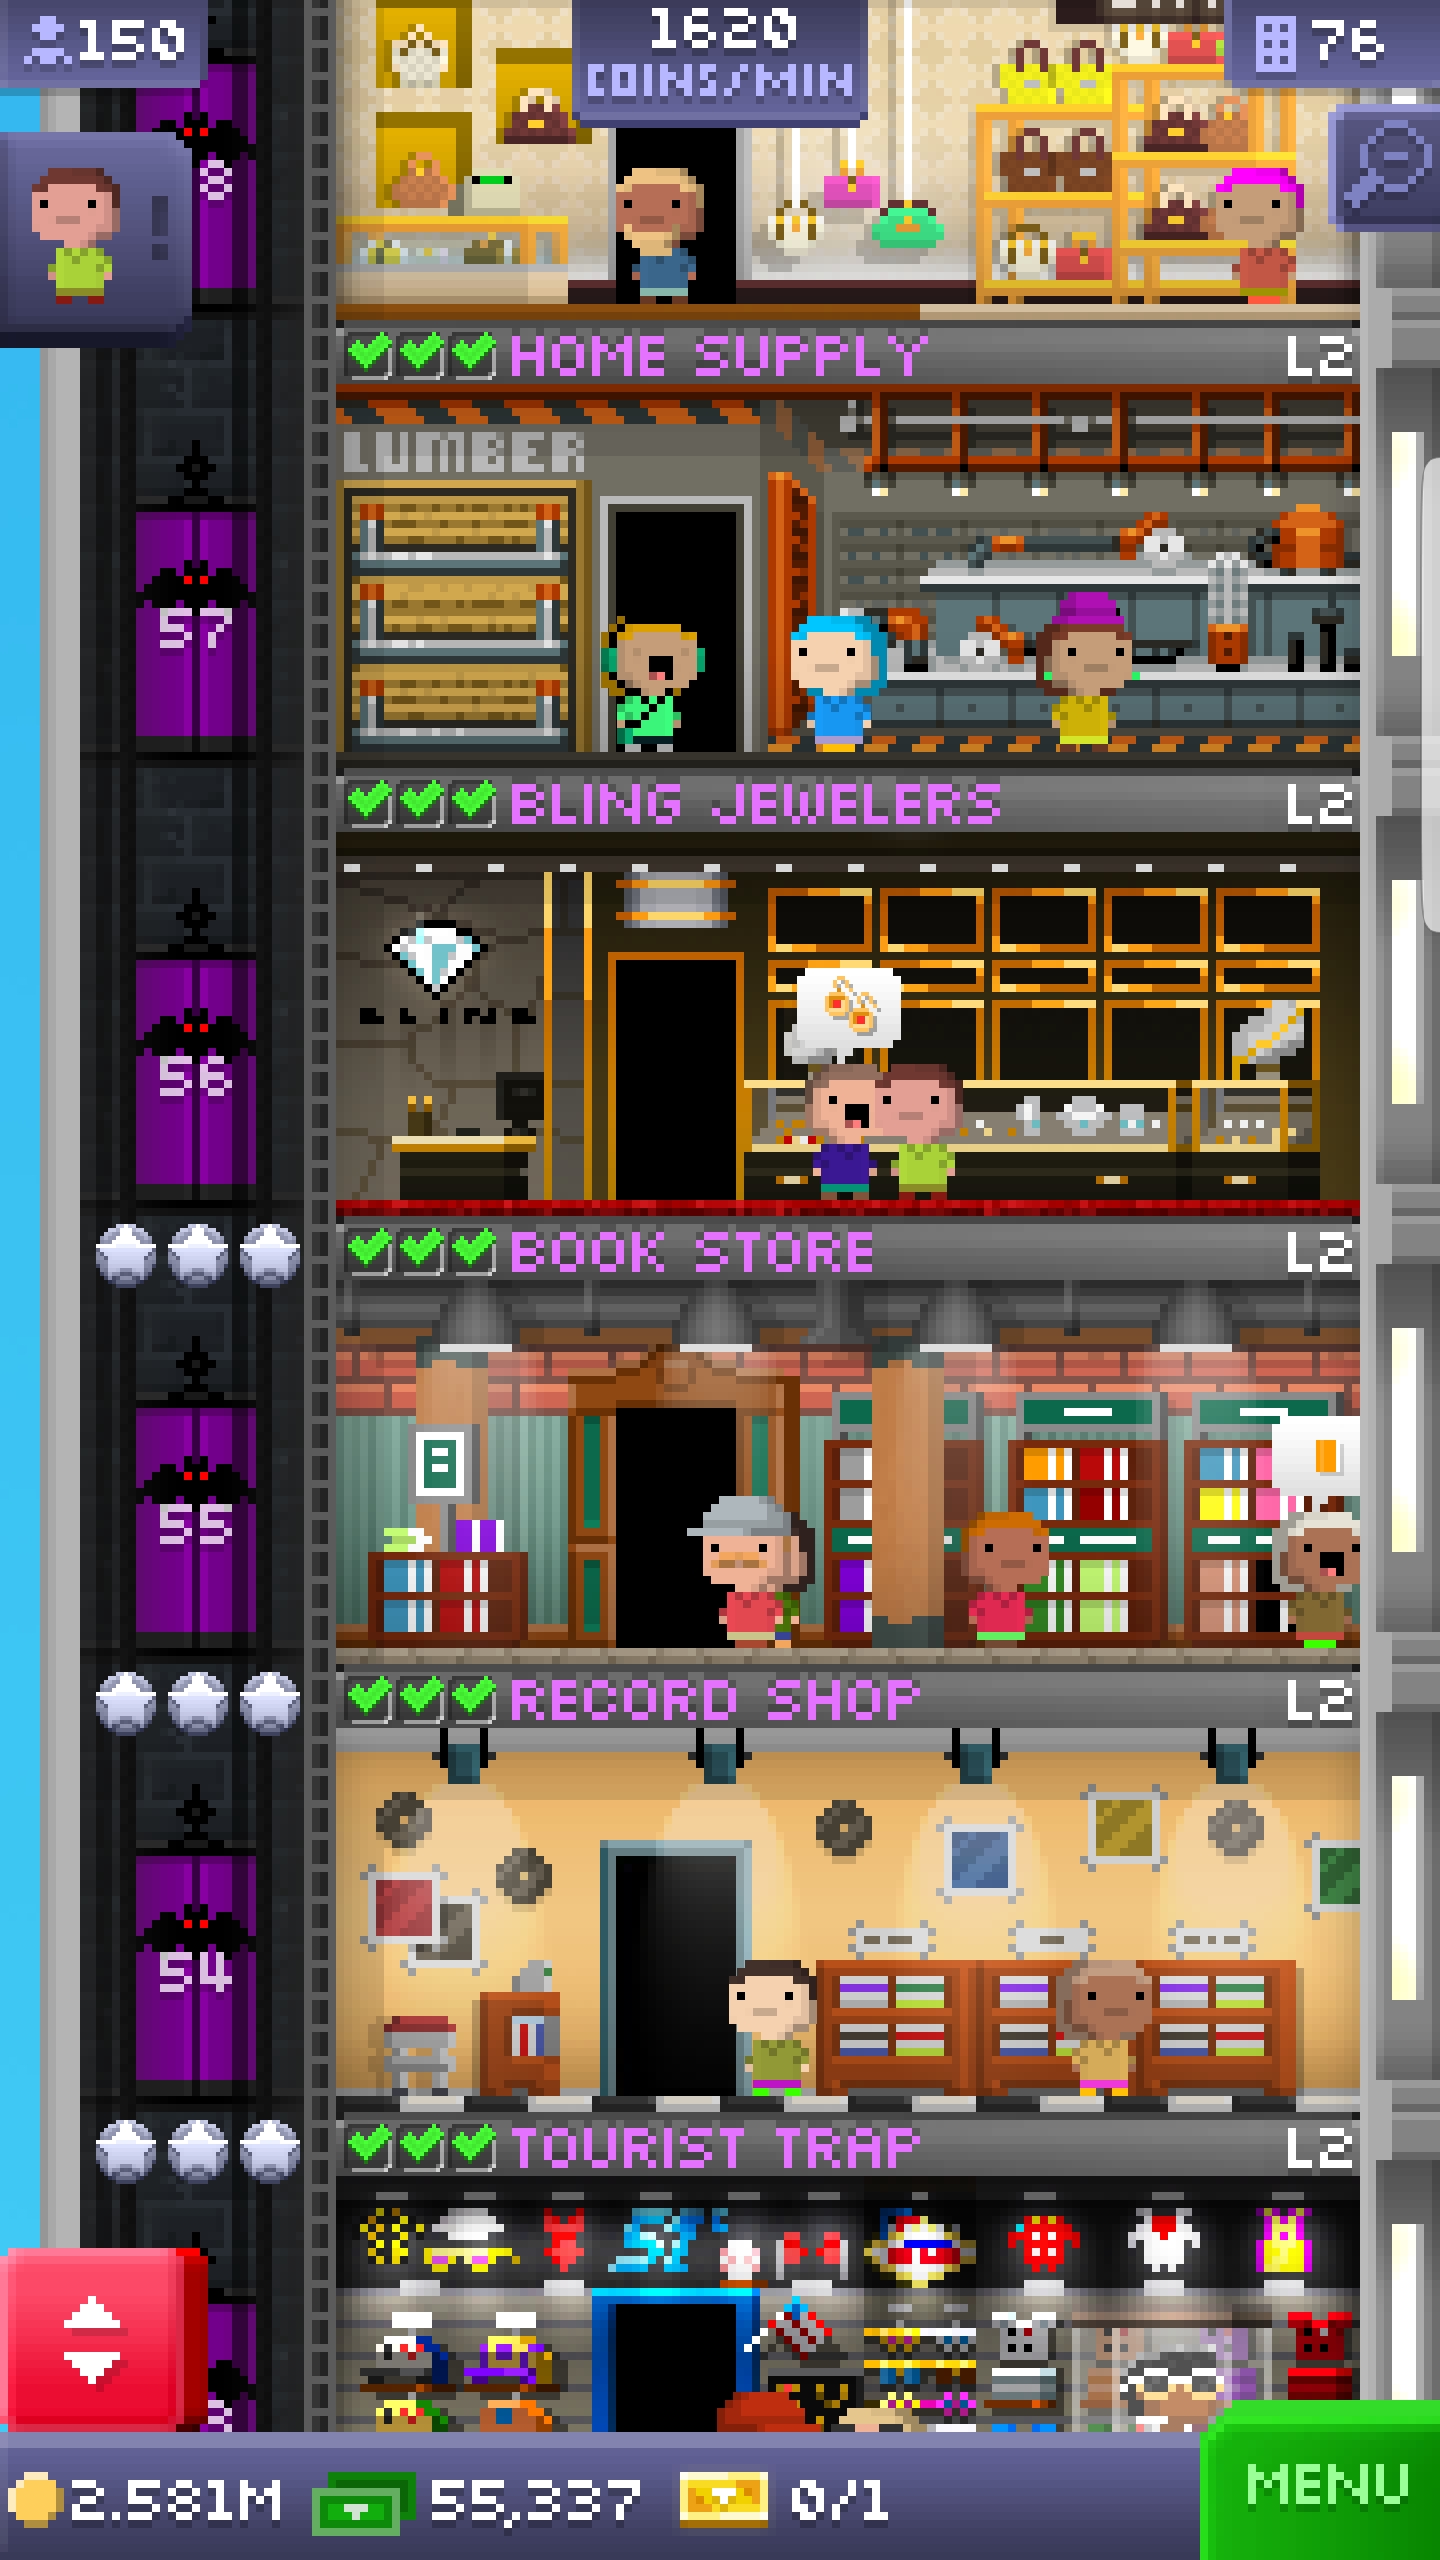 150
1620
COINS/MIN
76
8
HOME SUPPLY L2
LUMBER
57
BLING JEWELERS L2
BLING
56
BOOK STORE L2
55
RECORD SHOP L2
54
TOURIST TRAP L2
2.581M 55,337 0/1
MENU